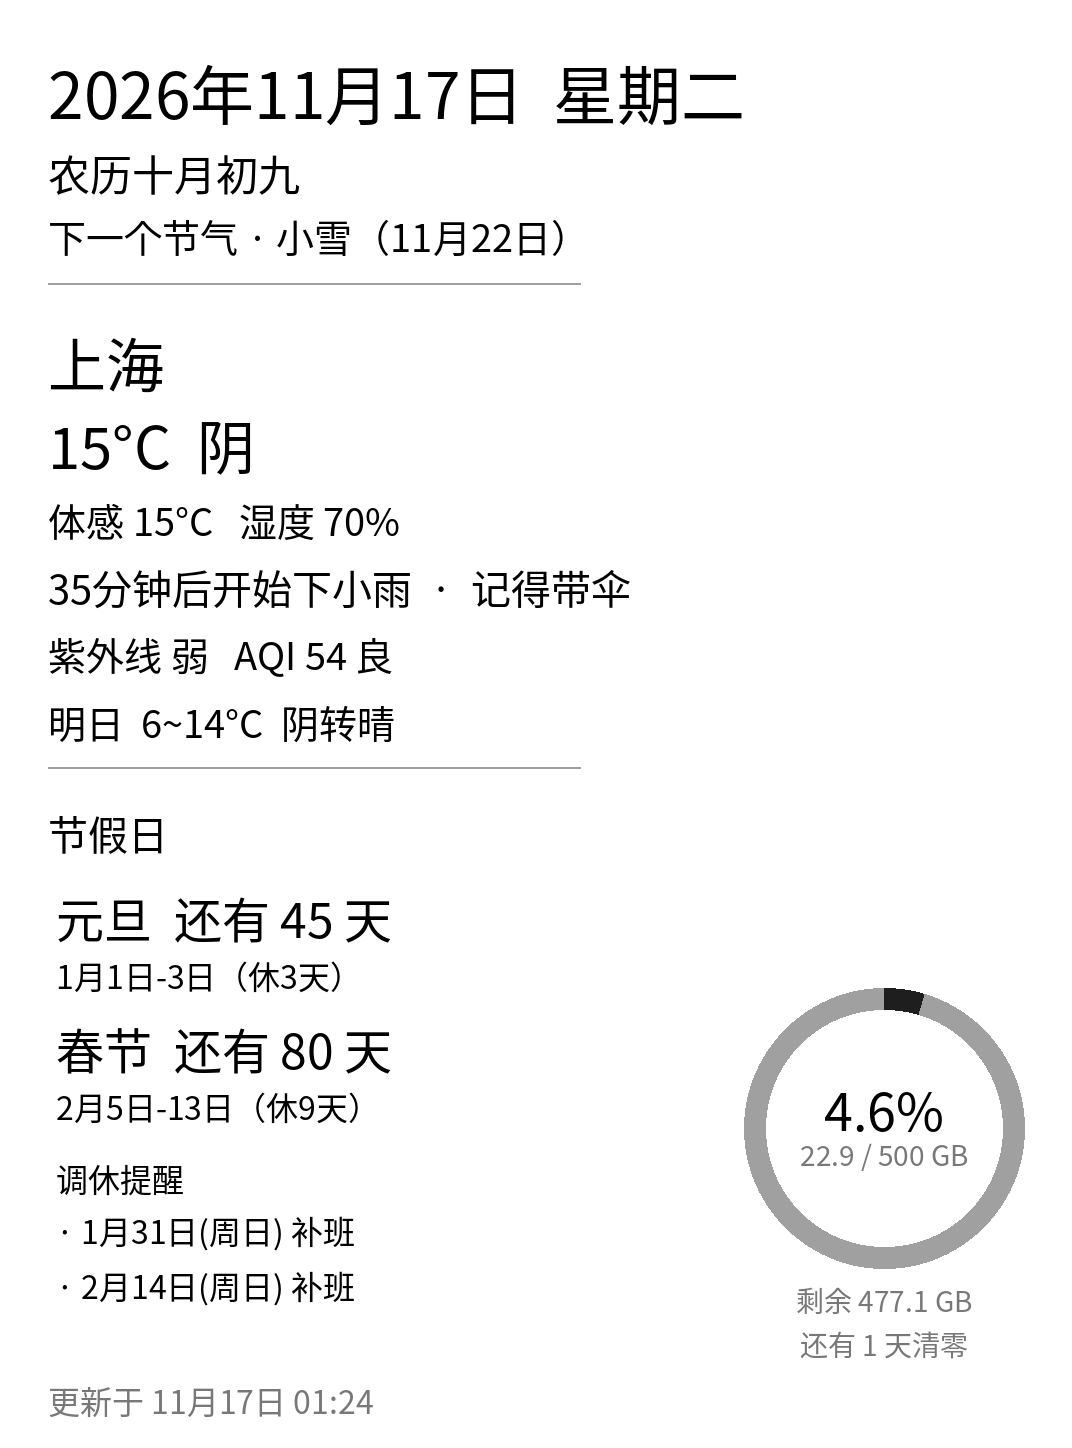 2026年11月17日 星期二
农历十月初九
下一个节气 · 小雪（11月22日）
上海
15°C 阴
体感 15°C 湿度 70%
35分钟后开始下小雨 · 记得带伞
紫外线 弱 AQI 54 良
明日 6~14°C 阴转晴
节假日
元旦 还有 45 天
1月1日-3日（休3天）
春节 还有 80 天
2月5日-13日（休9天）
调休提醒
· 1月31日(周日) 补班
· 2月14日(周日) 补班
4.6%
22.9 / 500 GB
剩余 477.1 GB
还有 1 天清零
更新于 11月17日 01:24